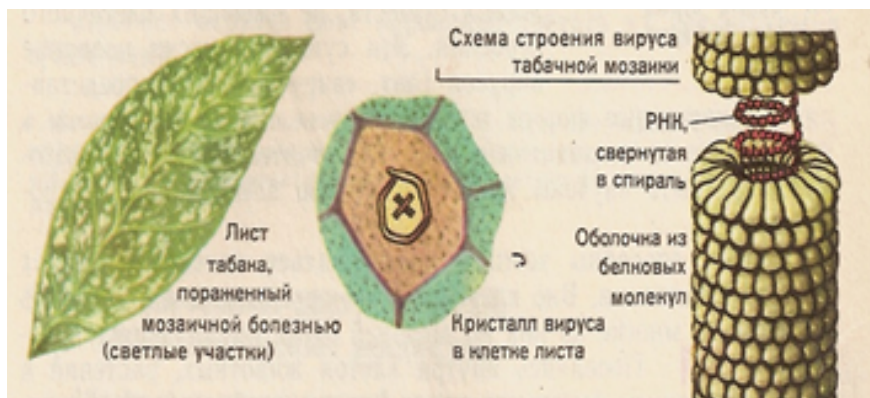 Схема строения вируса
табачной мозаики
РНК,
свернутая
в спираль
Лист
табака,
пораженный
мозаичной болезнью
(светлые участки)
Оболочка из
белковых
молекул
Кристалл вируса
в клетке листа